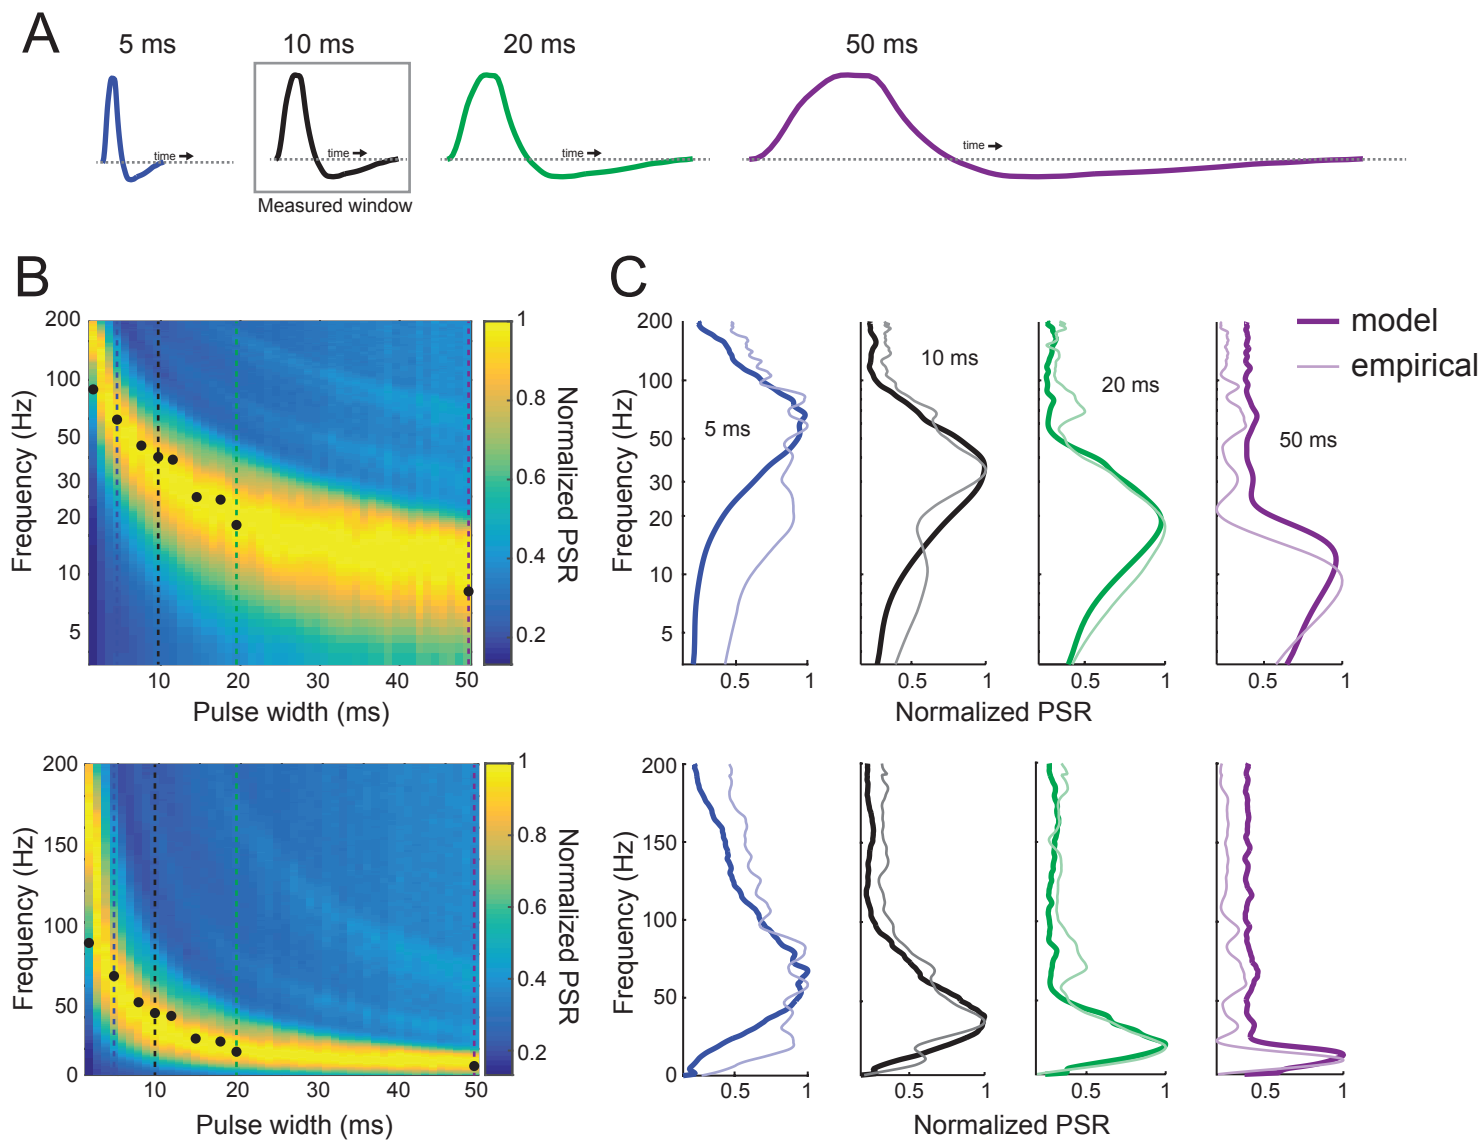 A
5 ms
10 ms
20 ms
50 ms
time
time
time
time
Measured window
B
200
100
50
30
20
10
5
Frequency (Hz)
10
20
30
40
50
Pulse width (ms)
1
0.8
0.6
0.4
0.2
Normalized PSR
C
model
empirical
200
100
50
30
20
10
5
Frequency (Hz)
5 ms
10 ms
20 ms
50 ms
0.5
1
0.5
1
0.5
1
0.5
1
Normalized PSR
200
150
100
50
0
Frequency (Hz)
10
20
30
40
50
Pulse width (ms)
1
0.8
0.6
0.4
0.2
Normalized PSR
200
150
100
50
0
Frequency (Hz)
0.5
1
0.5
1
0.5
1
0.5
1
Normalized PSR